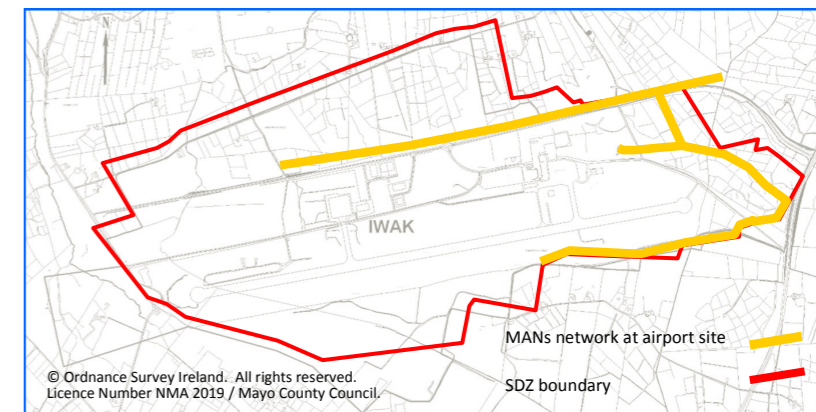 N
IWAK
MANs network at airport site
SDZ boundary
© Ordnance Survey Ireland. All rights reserved.
Licence Number NMA 2019 / Mayo County Council.